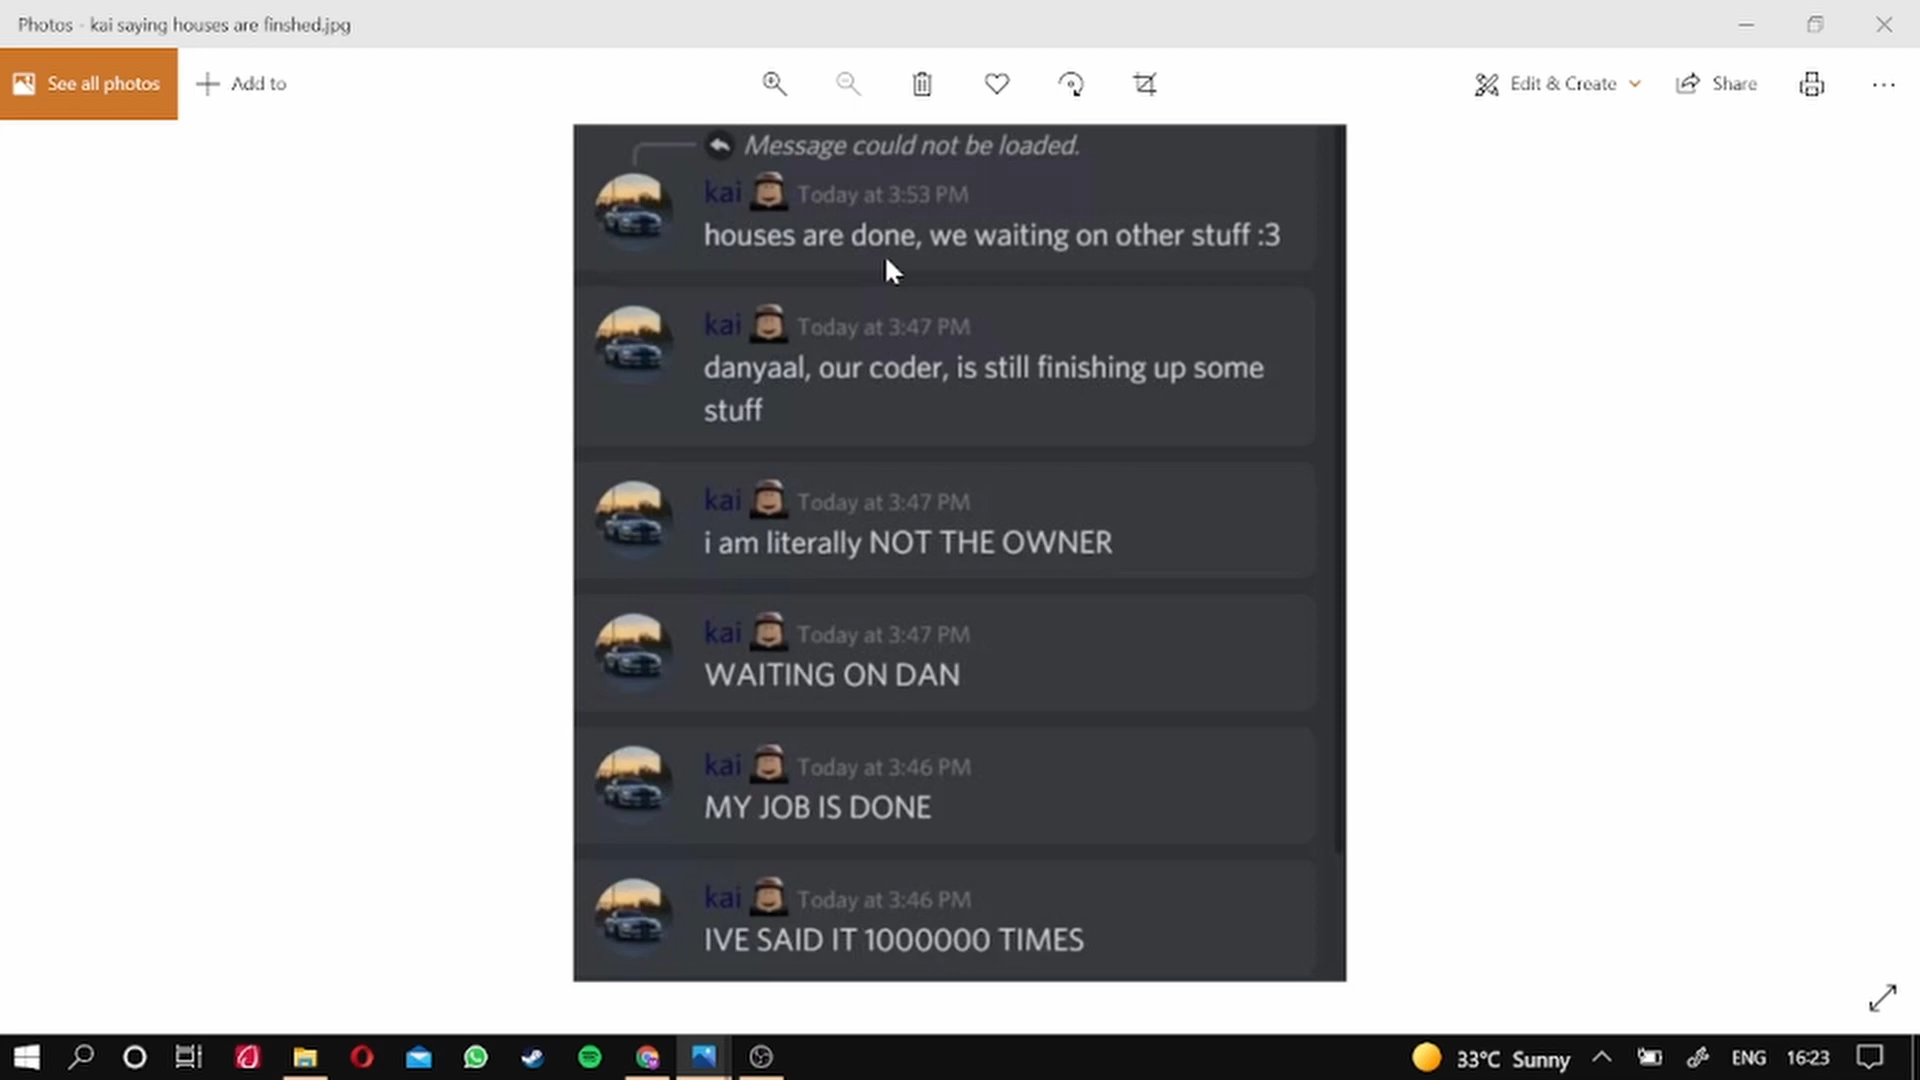 Photos - kai saying houses are finshed.jpg
See all photos
Add to
Edit & Create
Share
Message could not be loaded.
kai Today at 3:53 PM
houses are done, we waiting on other stuff :3
kai Today at 3:47 PM
danyaal, our coder, is still finishing up some
stuff
kai Today at 3:47 PM
i am literally NOT THE OWNER
kai Today at 3:47 PM
WAITING ON DAN
kai Today at 3:46 PM
MY JOB IS DONE
kai Today at 3:46 PM
IVE SAID IT 1000000 TIMES
33°C Sunny
ENG
16:23